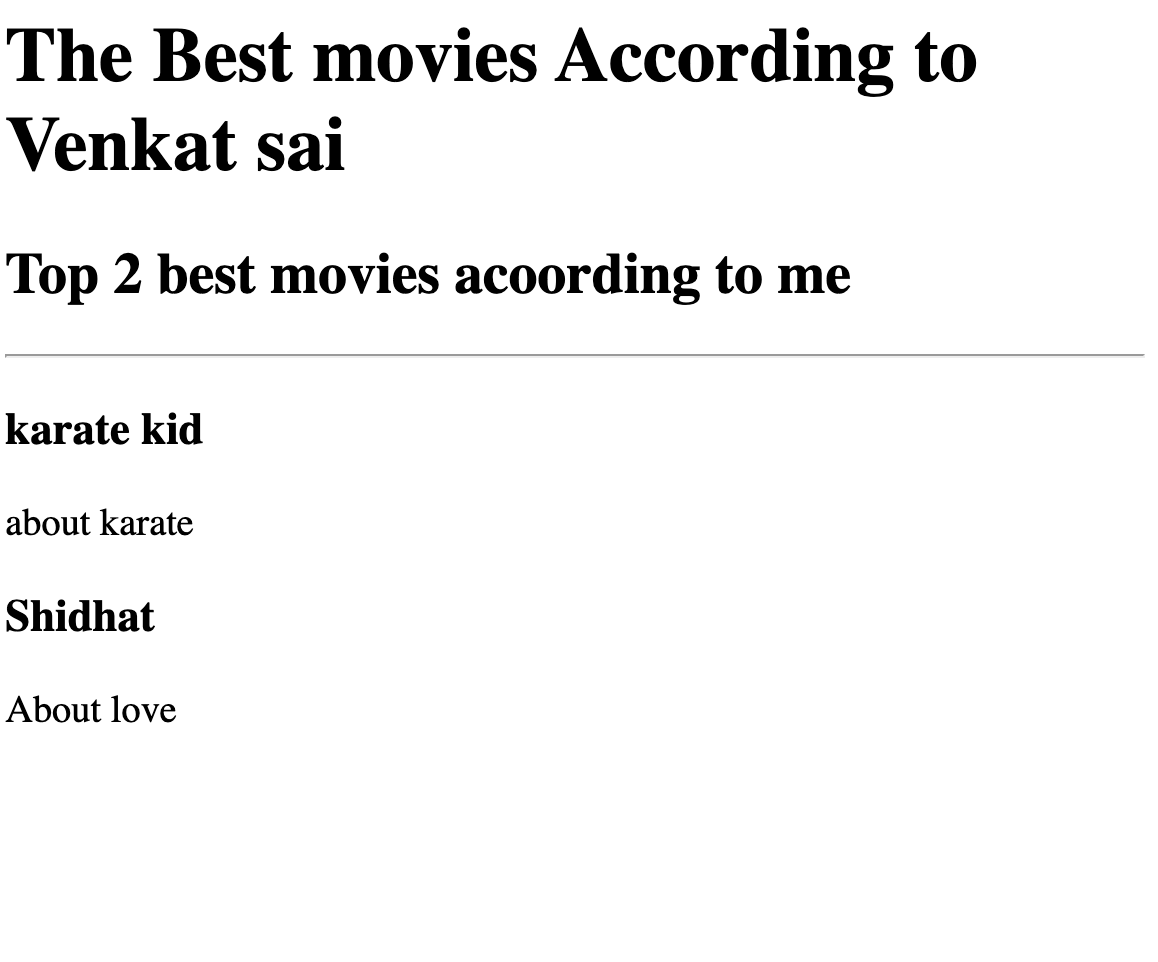 The Best movies According to
Venkat sai
Top 2 best movies acoording to me
karate kid
about karate
Shidhat
About love